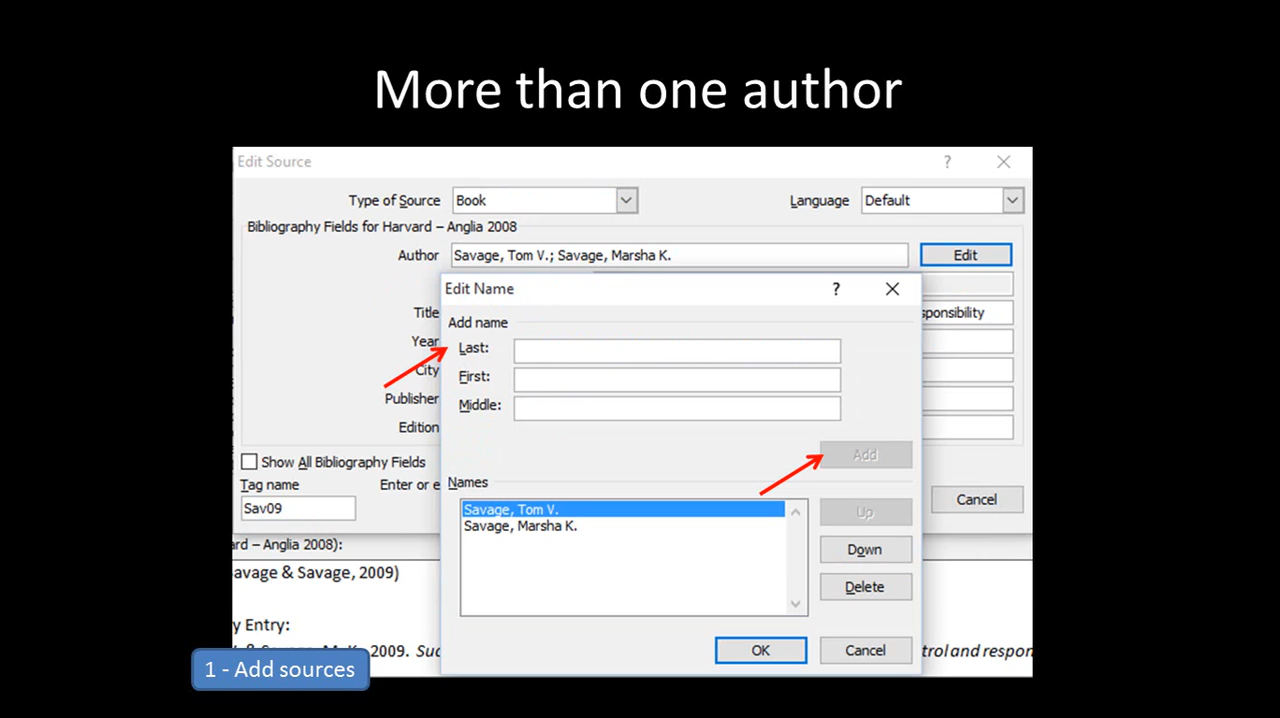 More than one author
Edit Source
?
Type of Source Book Language Default
Bibliography Fields for Harvard – Anglia 2008
Author Savage, Tom V.; Savage, Marsha K. Edit
Edit Name
?
Title
sponsibility
Add name
Year
Last:
City
First:
Publisher
Middle:
Edition
Add
Show All Bibliography Fields
Tag name Enter or e
Names
Cancel
Sav09
Savage, Tom V.
Up
Savage, Marsha K.
ard – Anglia 2008):
Down
avage & Savage, 2009)
Delete
y Entry:
2009. Suc
OK
Cancel
trol and respon
1 - Add sources